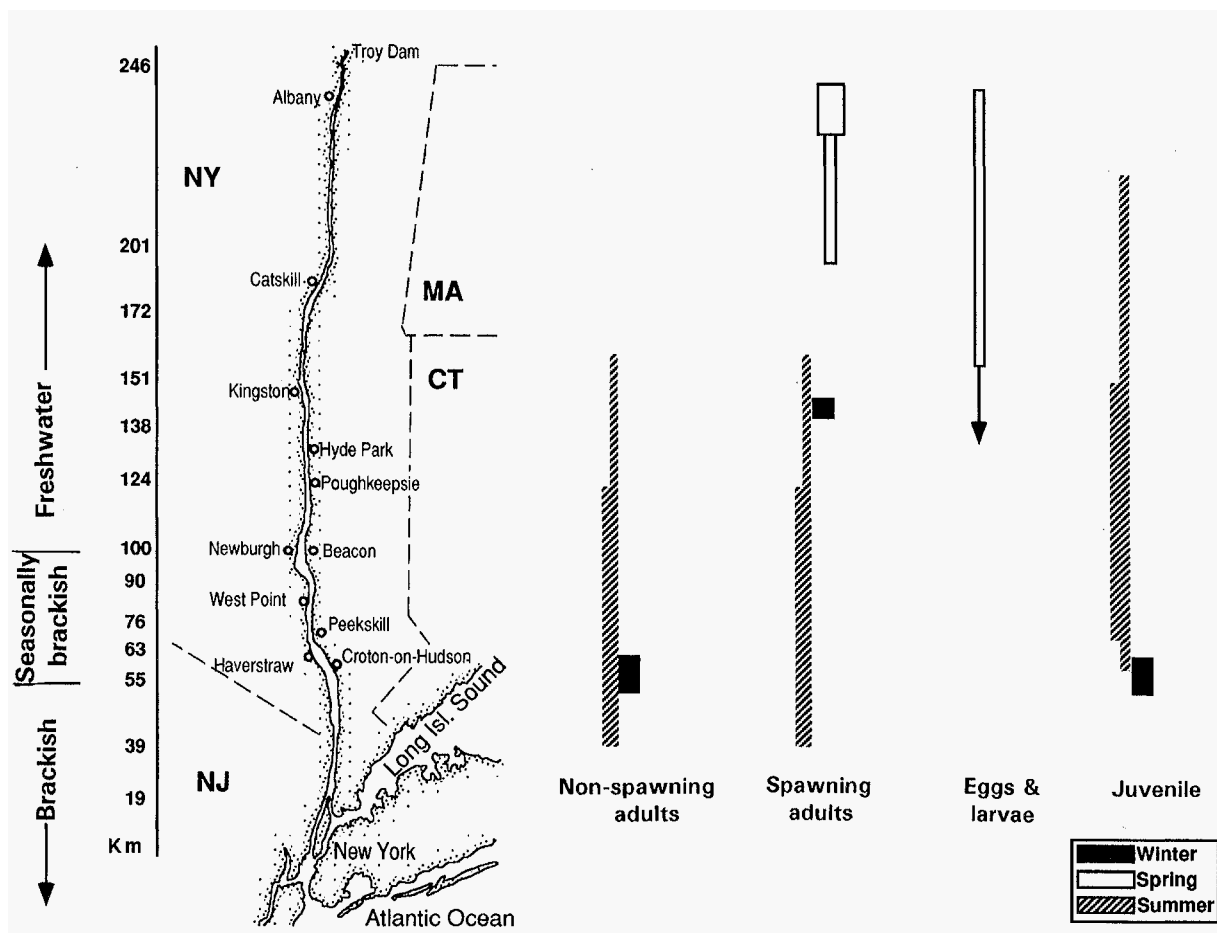 246
201
172
151
138
124
100
90
76
63
55
39
19
Km
Freshwater
Seasonally
brackish
Brackish
Troy Dam
Albany
NY
Catskill
MA
Kingston
CT
Hyde Park
Poughkeepsie
Newburgh
Beacon
West Point
Peekskill
Haverstraw
Croton-on-Hudson
Long Isl. Sound
NJ
New York
Atlantic Ocean
Non-spawning
adults
Spawning
adults
Eggs &
larvae
Juvenile
Winter
Spring
Summer